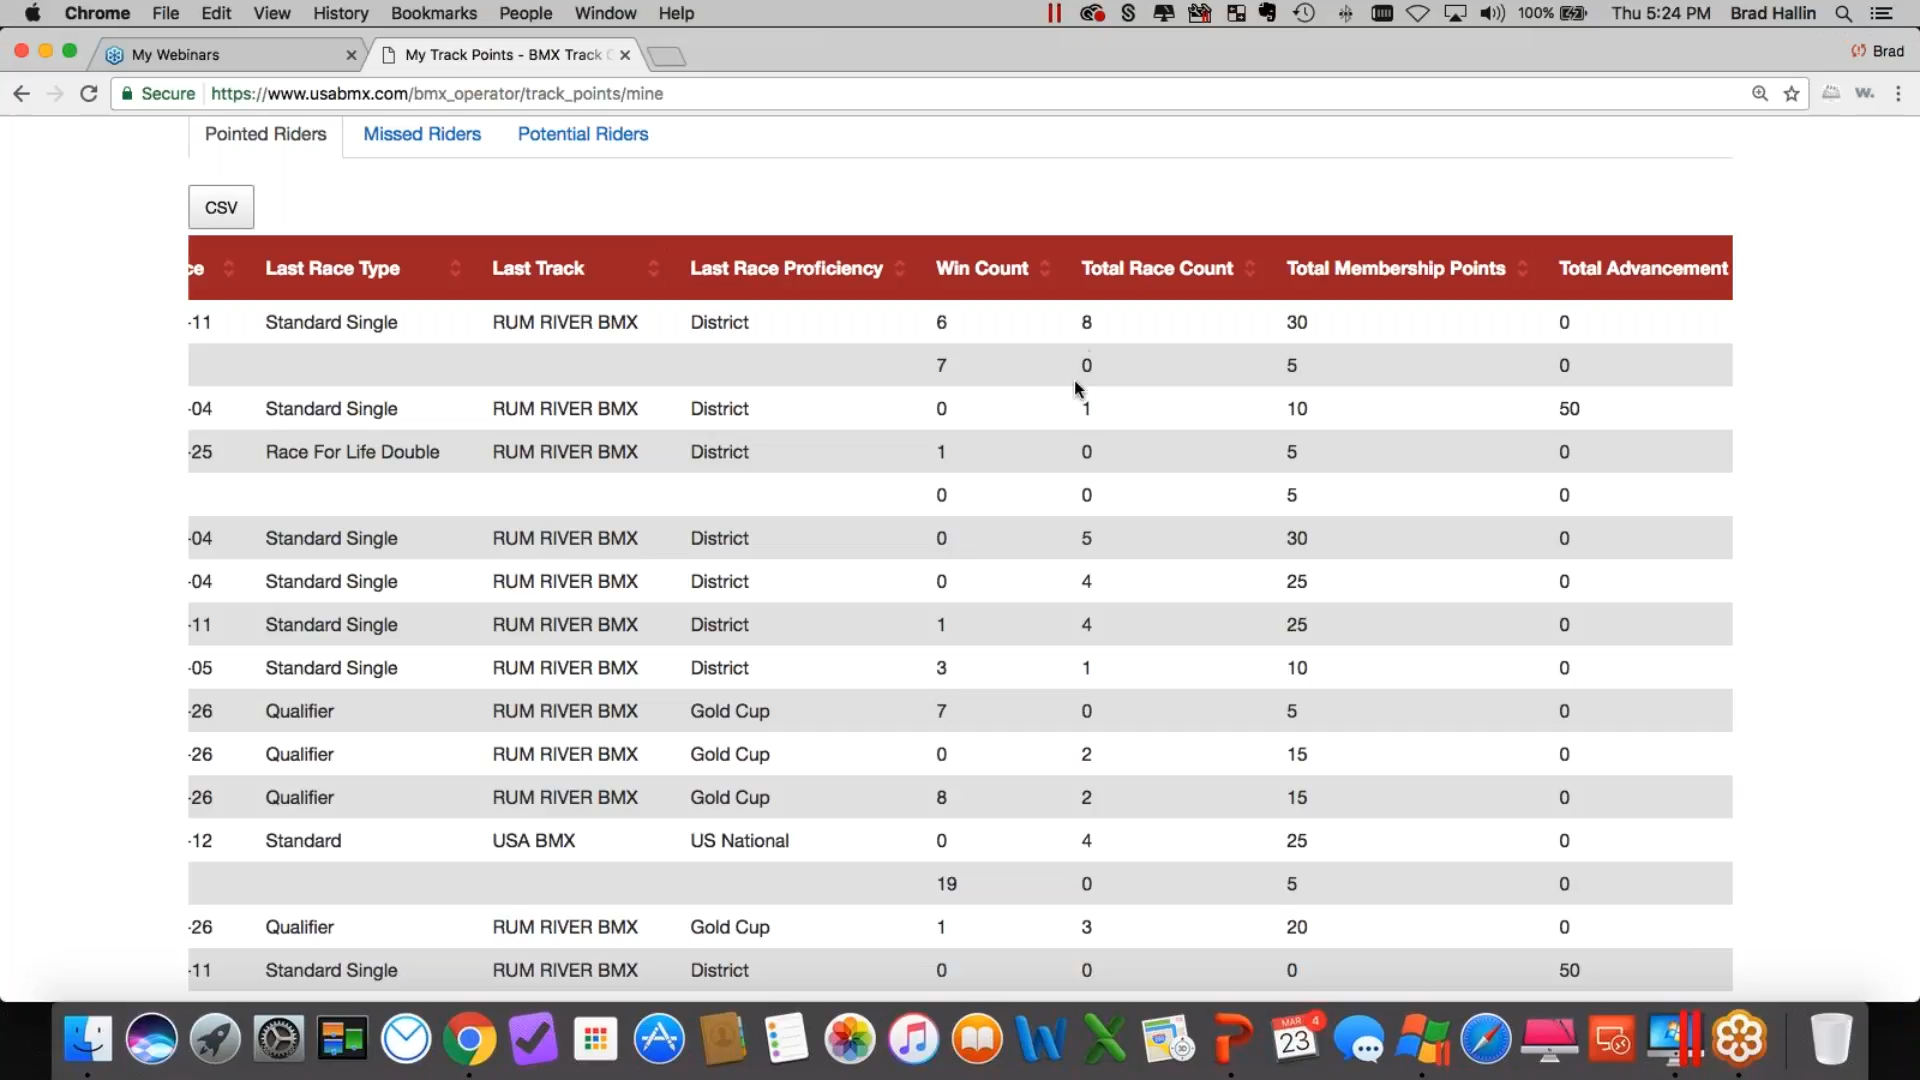 Chrome File Edit View History Bookmarks People Window Help 100% Thu 5:24 PM Brad Hallin
My Webinars My Track Points - BMX Track Brad
Secure https://www.usabmx.com/bmx_operator/track_points/mine
Pointed Riders Missed Riders Potential Riders
CSV
ce Last Race Type Last Track Last Race Proficiency Win Count Total Race Count Total Membership Points Total Advancement
-11 Standard Single RUM RIVER BMX District 6 8 30 0
7 0 5 0
-04 Standard Single RUM RIVER BMX District 0 1 10 50
-25 Race For Life Double RUM RIVER BMX District 1 0 5 0
0 0 5 0
-04 Standard Single RUM RIVER BMX District 0 5 30 0
-04 Standard Single RUM RIVER BMX District 0 4 25 0
-11 Standard Single RUM RIVER BMX District 1 4 25 0
-05 Standard Single RUM RIVER BMX District 3 1 10 0
-26 Qualifier RUM RIVER BMX Gold Cup 7 0 5 0
-26 Qualifier RUM RIVER BMX Gold Cup 0 2 15 0
-26 Qualifier RUM RIVER BMX Gold Cup 8 2 15 0
-12 Standard USA BMX US National 0 4 25 0
19 0 5 0
-26 Qualifier RUM RIVER BMX Gold Cup 1 3 20 0
-11 Standard Single RUM RIVER BMX District 0 0 0 50
MAR 4
23